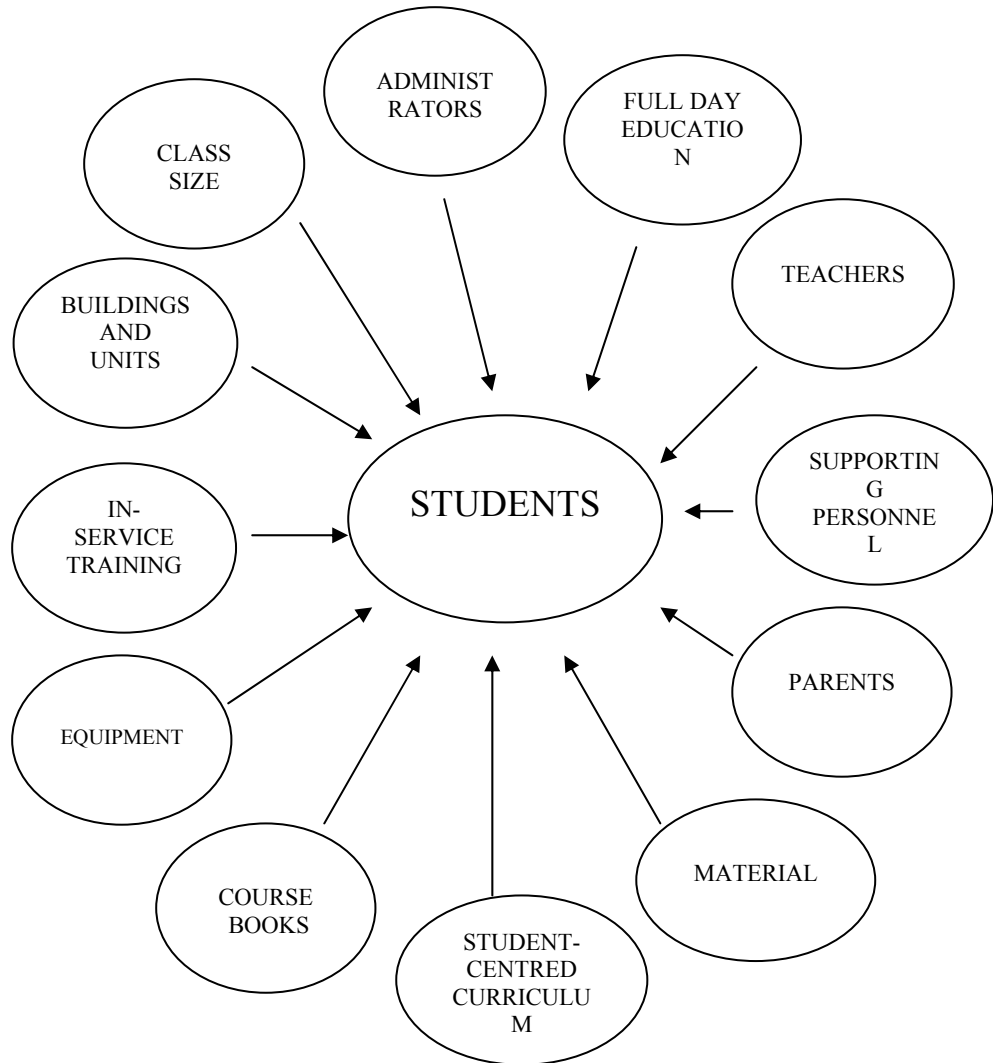 ADMINIST
RATORS
FULL DAY
EDUCATIO
N
CLASS
SIZE
TEACHERS
BUILDINGS
AND
UNITS
STUDENTS
SUPPORTIN
G
PERSONNE
L
IN-
SERVICE
TRAINING
PARENTS
EQUIPMENT
MATERIAL
COURSE
BOOKS
STUDENT-
CENTRED
CURRICULU
M